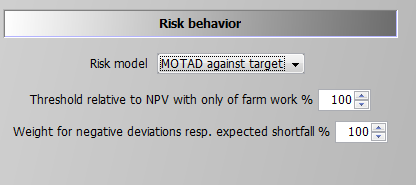 Risk behavior
Risk model MOTAD against target
Threshold relative to NPV with only of farm work % 100
Weight for negative deviations resp. expected shortfall % 100